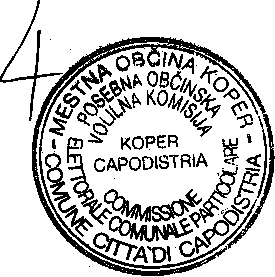 4
MESTNA OBČINA KOPER -
POSEBNA OBČINSKA
VOLILNA KOMISIJA
KOPER
CAPODISTRIA
COMMISSIONE
ELETTORALE COMUNALE PARTICOLARE
COMUNE CITTA' DI CAPODISTRIA -